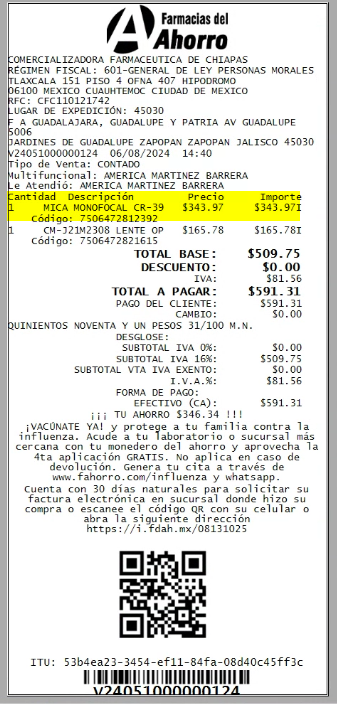 Farmacias del
Ahorro
COMERCIALIZADORA FARMACEUTICA DE CHIAPAS
RÉGIMEN FISCAL: 601-GENERAL DE LEY PERSONAS MORALES
TLAXCALA 151 PISO 4 OFNA 407 HIPODROMO
06100 MEXICO CUAUHTEMOC CIUDAD DE MEXICO
RFC: CFC110121742
LUGAR DE EXPEDICIÓN: 45030
F A GUADALAJARA, GUADALUPE Y PATRIA AV GUADALUPE
5006
JARDINES DE GUADALUPE ZAPOPAN ZAPOPAN JALISCO 45030
V24051000000124 06/08/2024 14:40
Tipo de Venta: CONTADO
Multifuncional: AMERICA MARTINEZ BARRERA
Le Atendió: AMERICA MARTINEZ BARRERA
Cantidad Descripción Precio Importe
1 MICA MONOFOCAL CR-39 $343.97 $343.97I
Código: 7506472812392
1 CM-J21M2308 LENTE OP $165.78 $165.78I
Código: 7506472821615
TOTAL BASE: $509.75
DESCUENTO: $0.00
IVA: $81.56
TOTAL A PAGAR: $591.31
PAGO DEL CLIENTE: $591.31
CAMBIO: $0.00
QUINIENTOS NOVENTA Y UN PESOS 31/100 M.N.
DESGLOSE:
SUBTOTAL IVA 0%: $0.00
SUBTOTAL IVA 16%: $509.75
SUBTOTAL VTA IVA EXENTO: $0.00
I.V.A.%: $81.56
FORMA DE PAGO:
EFECTIVO (CA): $591.31
¡¡¡ TU AHORRO $346.34 !!!
¡VACÚNATE YA! y protege a tu familia contra la
influenza. Acude a tu laboratorio o sucursal más
cercana con tu monedero del ahorro y aprovecha la
4ta aplicación GRATIS. No aplica en caso de
devolución. Genera tu cita a través de
www.fahorro.com/influenza y whatsapp.
Cuenta con 30 días naturales para solicitar su
factura electrónica en sucursal donde hizo su
compra o escanee el código QR con su celular o
abra la siguiente dirección
https://i.fdah.mx/08131025
ITU: 53b4ea23-3454-ef11-84fa-08d40c45ff3c
V24051000000124